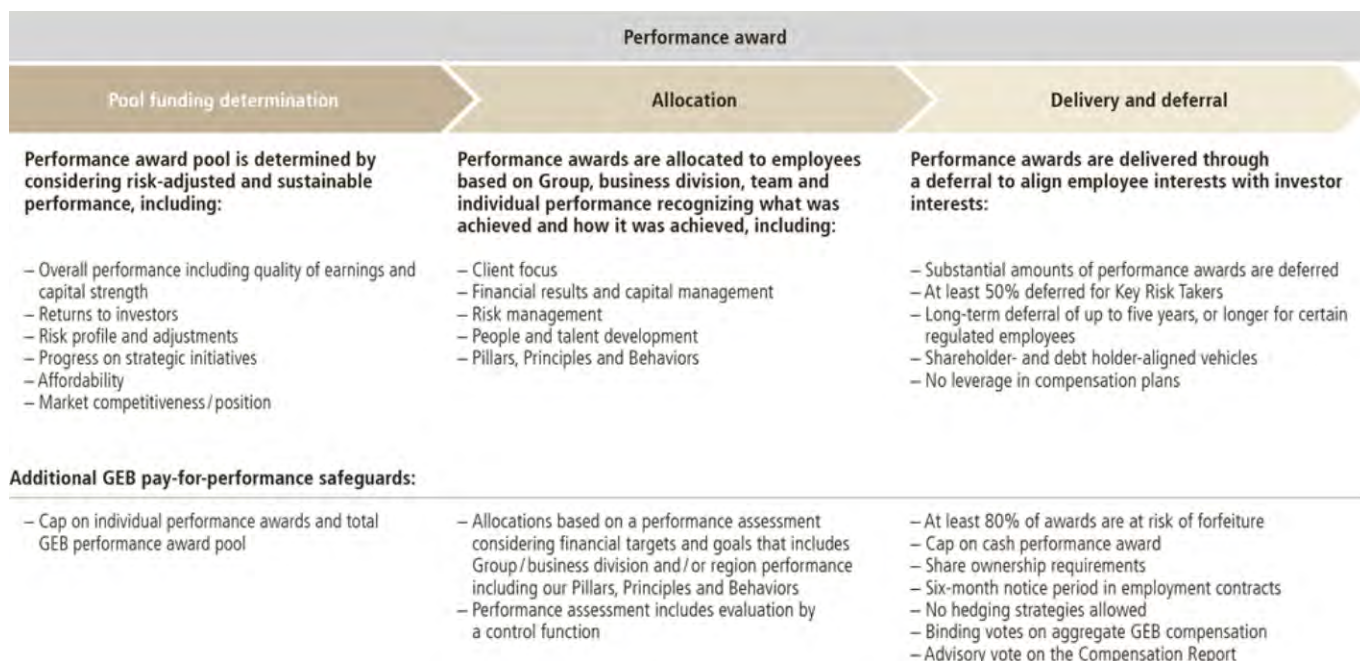 Performance award
Pool funding determination
Allocation
Delivery and deferral
Performance award pool is determined by
considering risk-adjusted and sustainable
performance, including:
– Overall performance including quality of earnings and
capital strength
– Returns to investors
– Risk profile and adjustments
– Progress on strategic initiatives
– Affordability
– Market competitiveness / position
Performance awards are allocated to employees
based on Group, business division, team and
individual performance recognizing what was
achieved and how it was achieved, including:
– Client focus
– Financial results and capital management
– Risk management
– People and talent development
– Pillars, Principles and Behaviors
Performance awards are delivered through
a deferral to align employee interests with investor
interests:
– Substantial amounts of performance awards are deferred
– At least 50% deferred for Key Risk Takers
– Long-term deferral of up to five years, or longer for certain
regulated employees
– Shareholder- and debt holder-aligned vehicles
– No leverage in compensation plans
Additional GEB pay-for-performance safeguards:
– Cap on individual performance awards and total
GEB performance award pool
– Allocations based on a performance assessment
considering financial targets and goals that includes
Group / business division and / or region performance
including our Pillars, Principles and Behaviors
– Performance assessment includes evaluation by
a control function
– At least 80% of awards are at risk of forfeiture
– Cap on cash performance award
– Share ownership requirements
– Six-month notice period in employment contracts
– No hedging strategies allowed
– Binding votes on aggregate GEB compensation
– Advisory vote on the Compensation Report